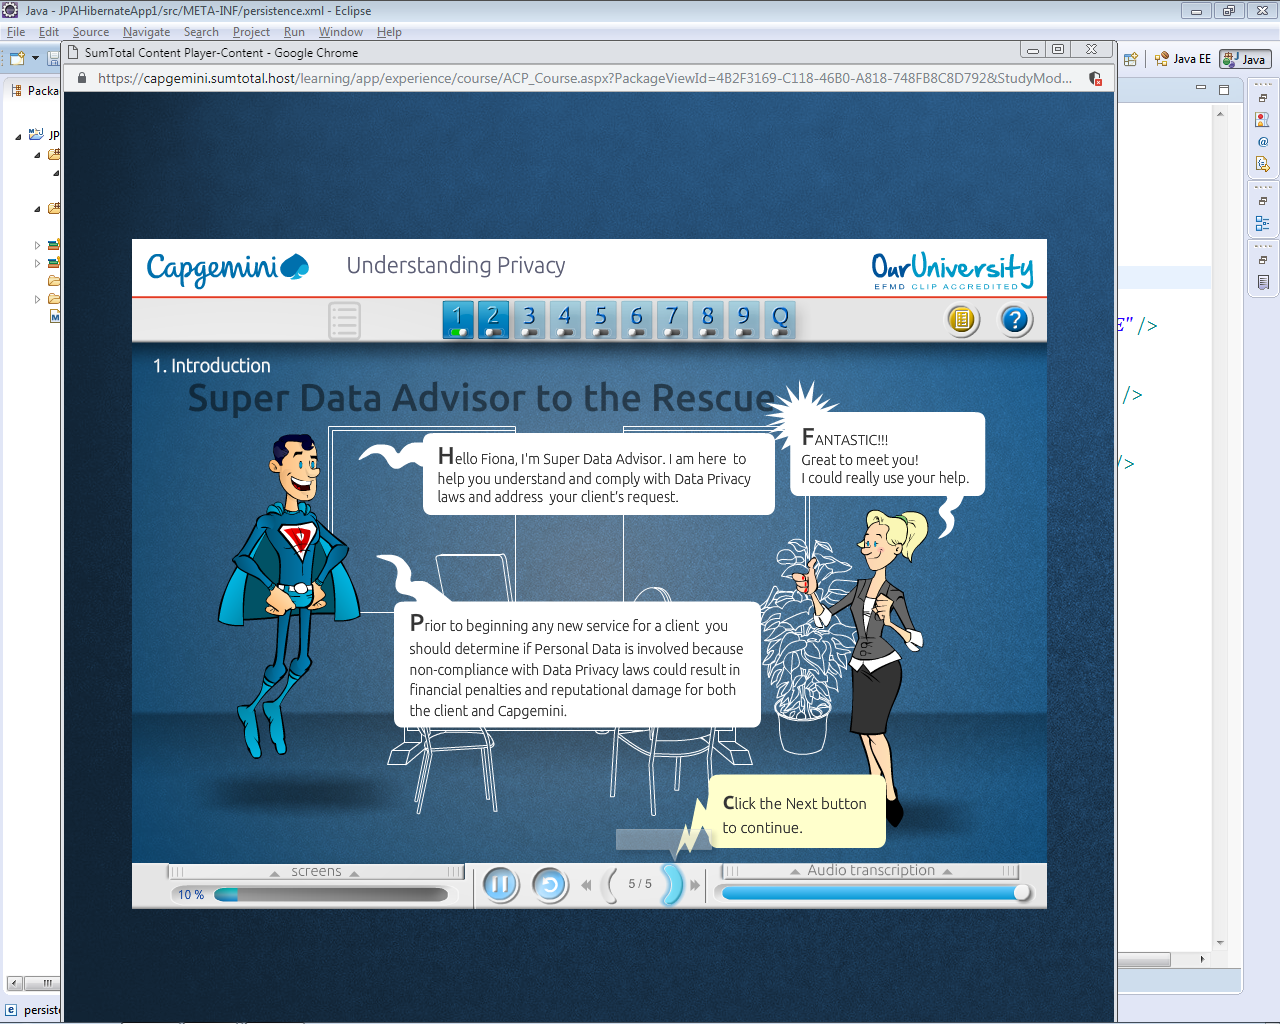 Java - JPAHibernateApp1/src/META-INF/persistence.xml - Eclipse
File Edit Source Navigate Search Project Run Window Help
SumTotal Content Player-Content - Google Chrome
https://capgemini.sumtotal.host/learning/app/experience/course/ACP_Course.aspx?PackageViewId=4B2F3169-C118-46B0-A818-748FB8C8D792&StudyMod...
Java EE
Java
Packa
JP
E" />
/>
/>
Capgemini
Understanding Privacy
OurUniversity
EFMD CLIP ACCREDITED
1 2 3 4 5 6 7 8 9 Q
?
1. Introduction
Super Data Advisor to the Rescue
Hello Fiona, I'm Super Data Advisor. I am here to
help you understand and comply with Data Privacy
laws and address your client's request.
FANTASTIC!!!
Great to meet you!
I could really use your help.
Prior to beginning any new service for a client you
should determine if Personal Data is involved because
non-compliance with Data Privacy laws could result in
financial penalties and reputational damage for both
the client and Capgemini.
Click the Next button
to continue.
screens
10 %
5 / 5
Audio transcription
persiste